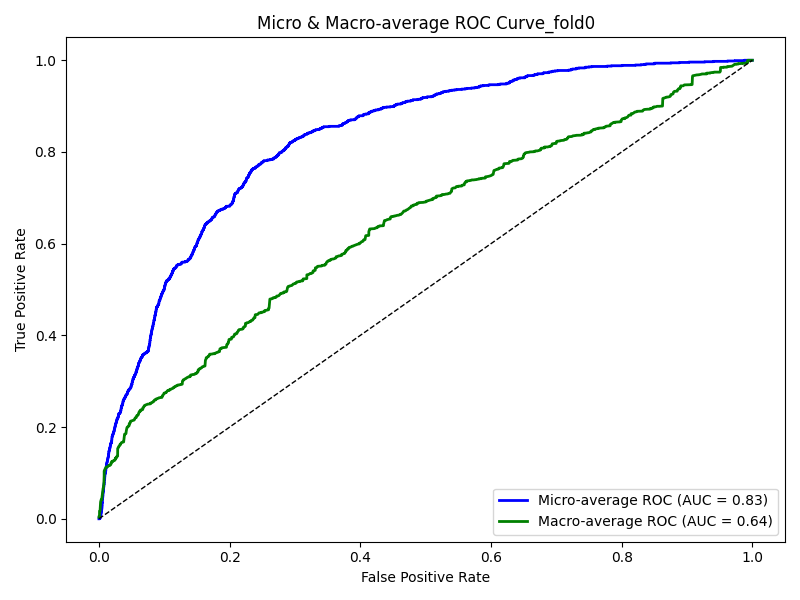 Micro & Macro-average ROC Curve_fold0
True Positive Rate
1.0
0.8
0.6
0.4
0.2
0.0
Micro-average ROC (AUC = 0.83)
Macro-average ROC (AUC = 0.64)
0.0 0.2 0.4 0.6 0.8 1.0
False Positive Rate